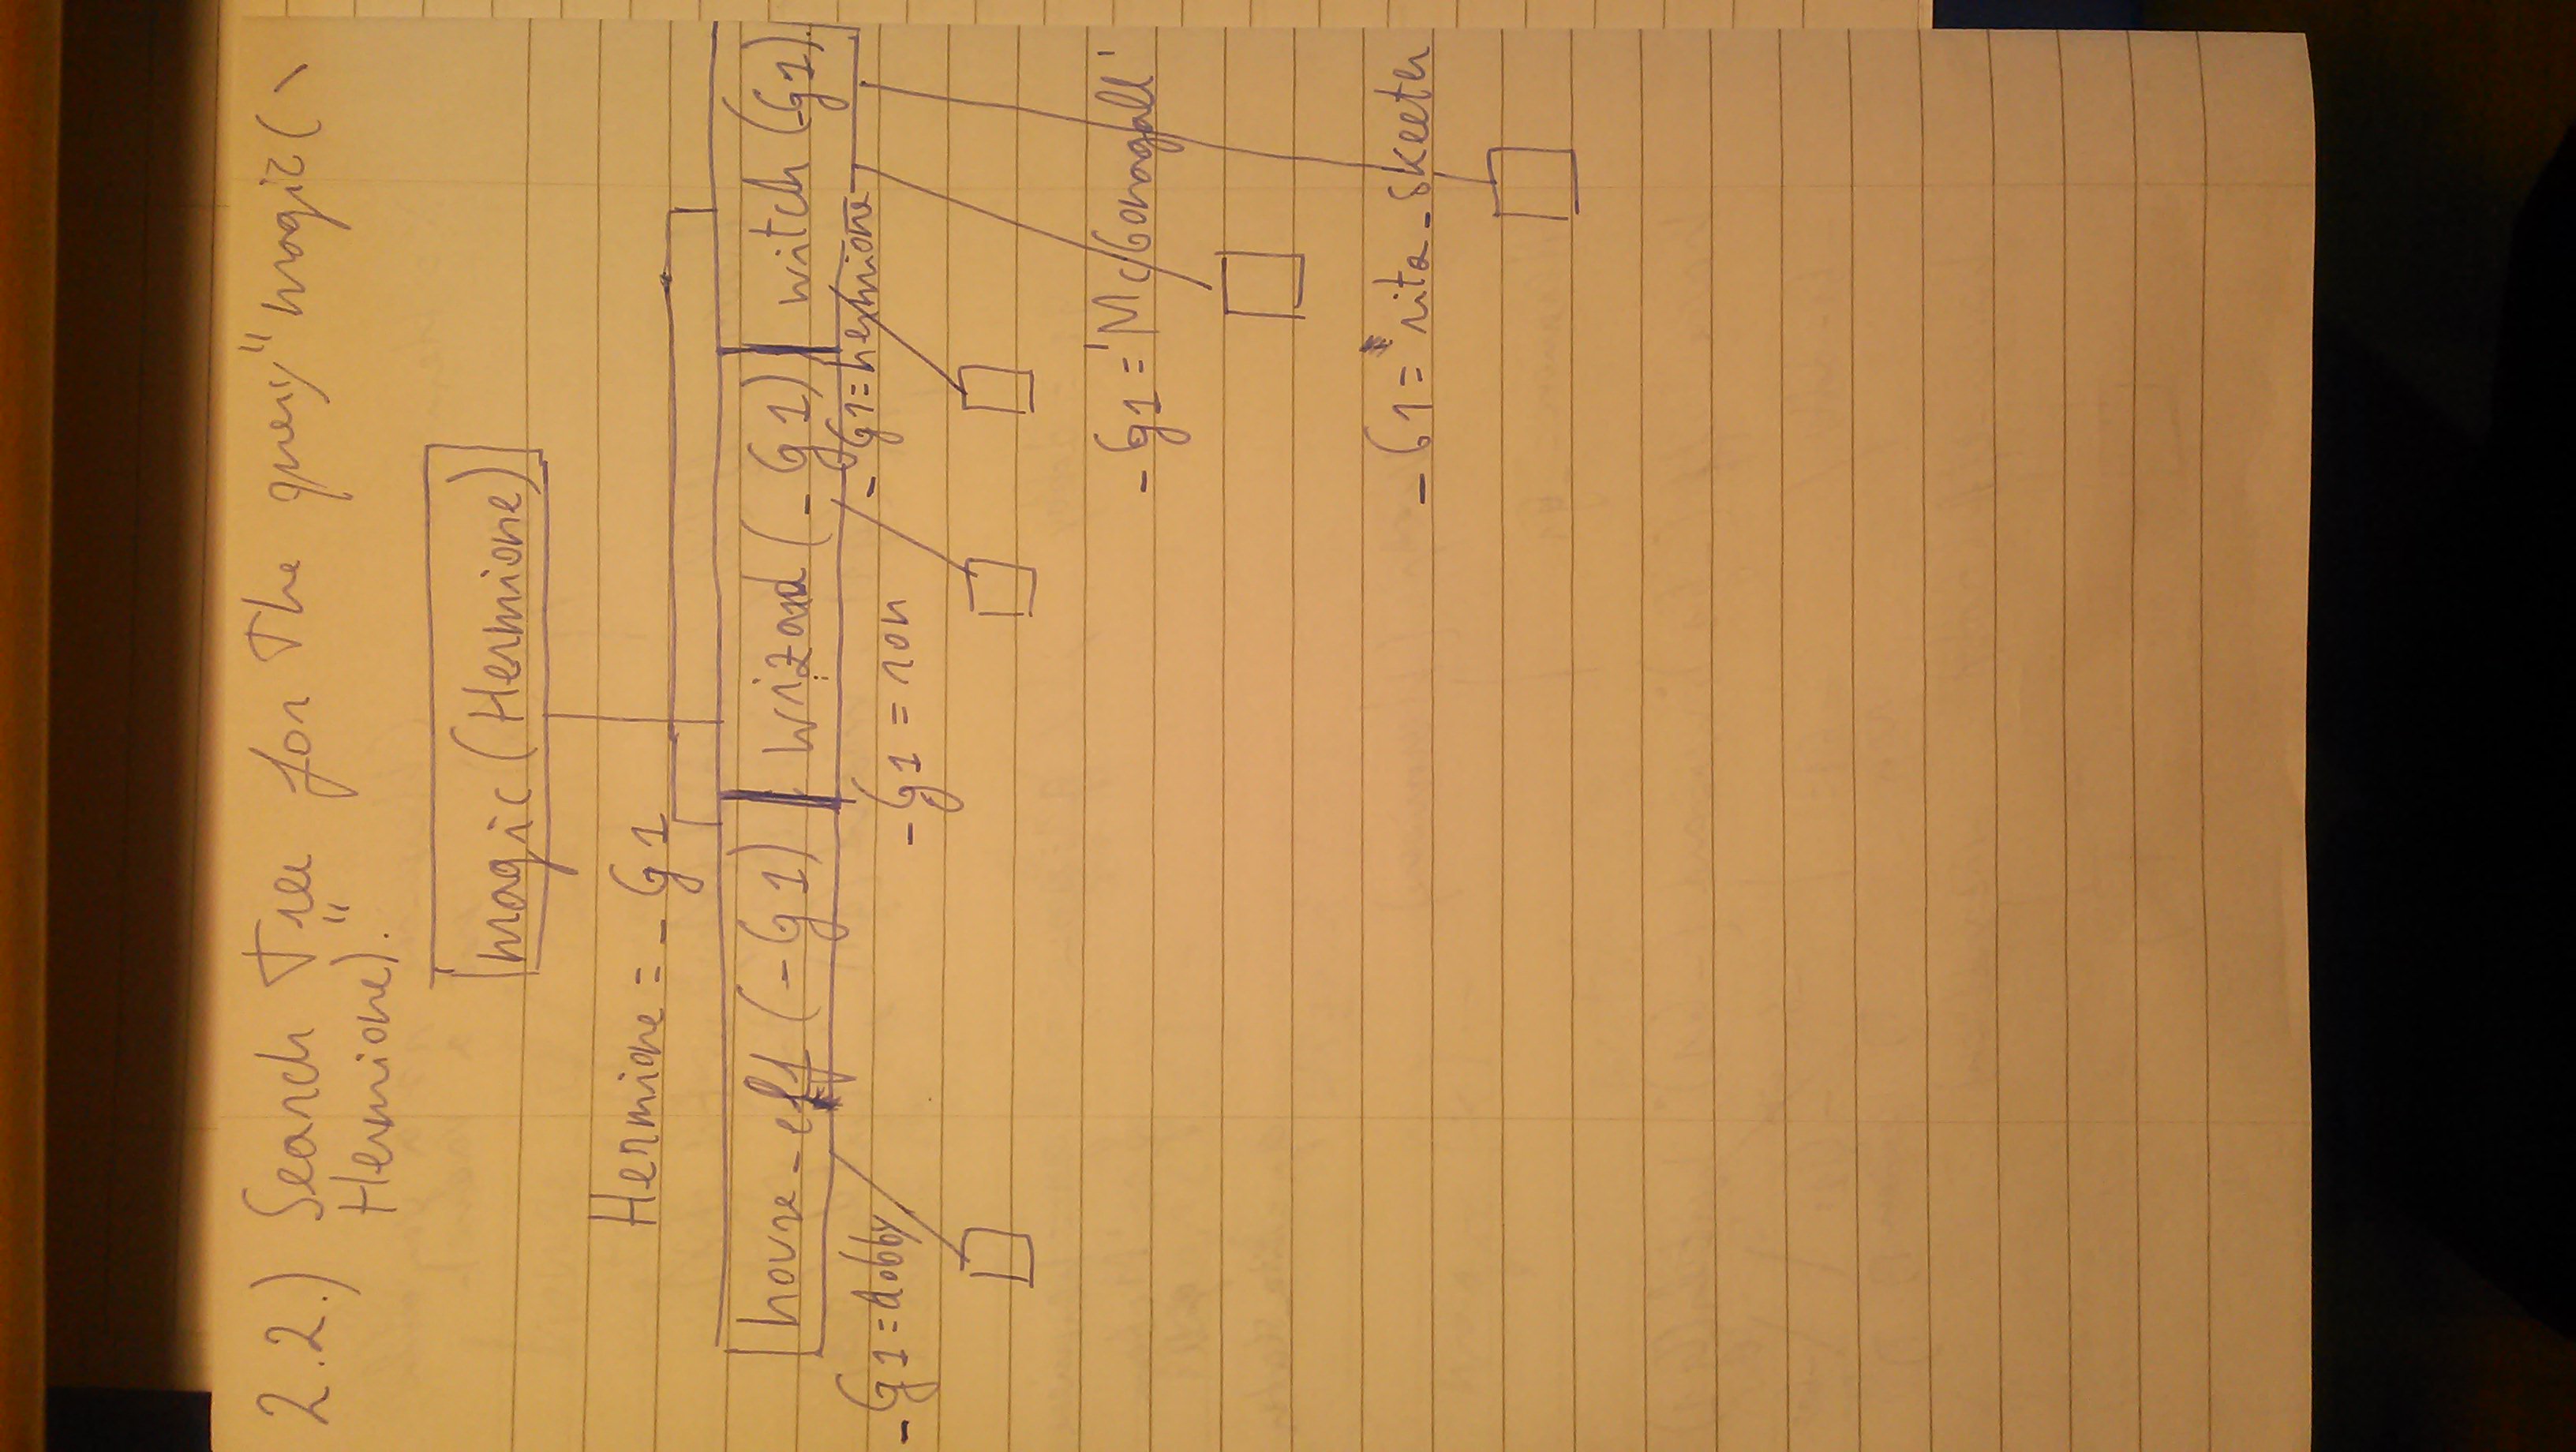 2.2.) Search Tree for The query "magic(\
Hermione)."
magic(Hermione)
Hermione = _G1
house_elf(_G1) wizard(_G1) witch(_G1).
_G1=dobby _G1=ron _G1=hermione
_G1='McGonagall'
_G1=rita_skeeter